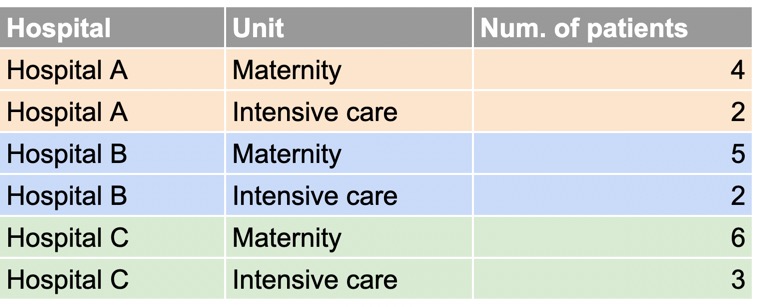 Hospital Unit Num. of patients
Hospital A Maternity 4
Hospital A Intensive care 2
Hospital B Maternity 5
Hospital B Intensive care 2
Hospital C Maternity 6
Hospital C Intensive care 3